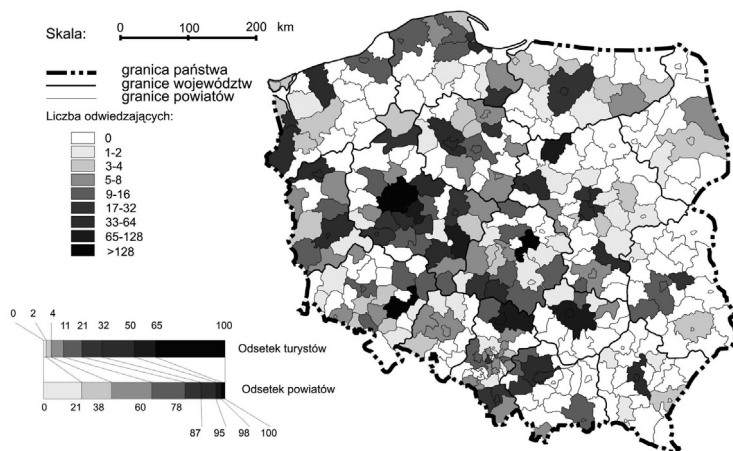 Skala:
0 100 200 km
granica państwa
granice województw
granice powiatów
Liczba odwiedzających:
0
1-2
3-4
5-8
9-16
17-32
33-64
65-128
>128
0 2 4 11 21 32 50 65 100
Odsetek turystów
Odsetek powiatów
0 21 38 60 78
87 95 98 100